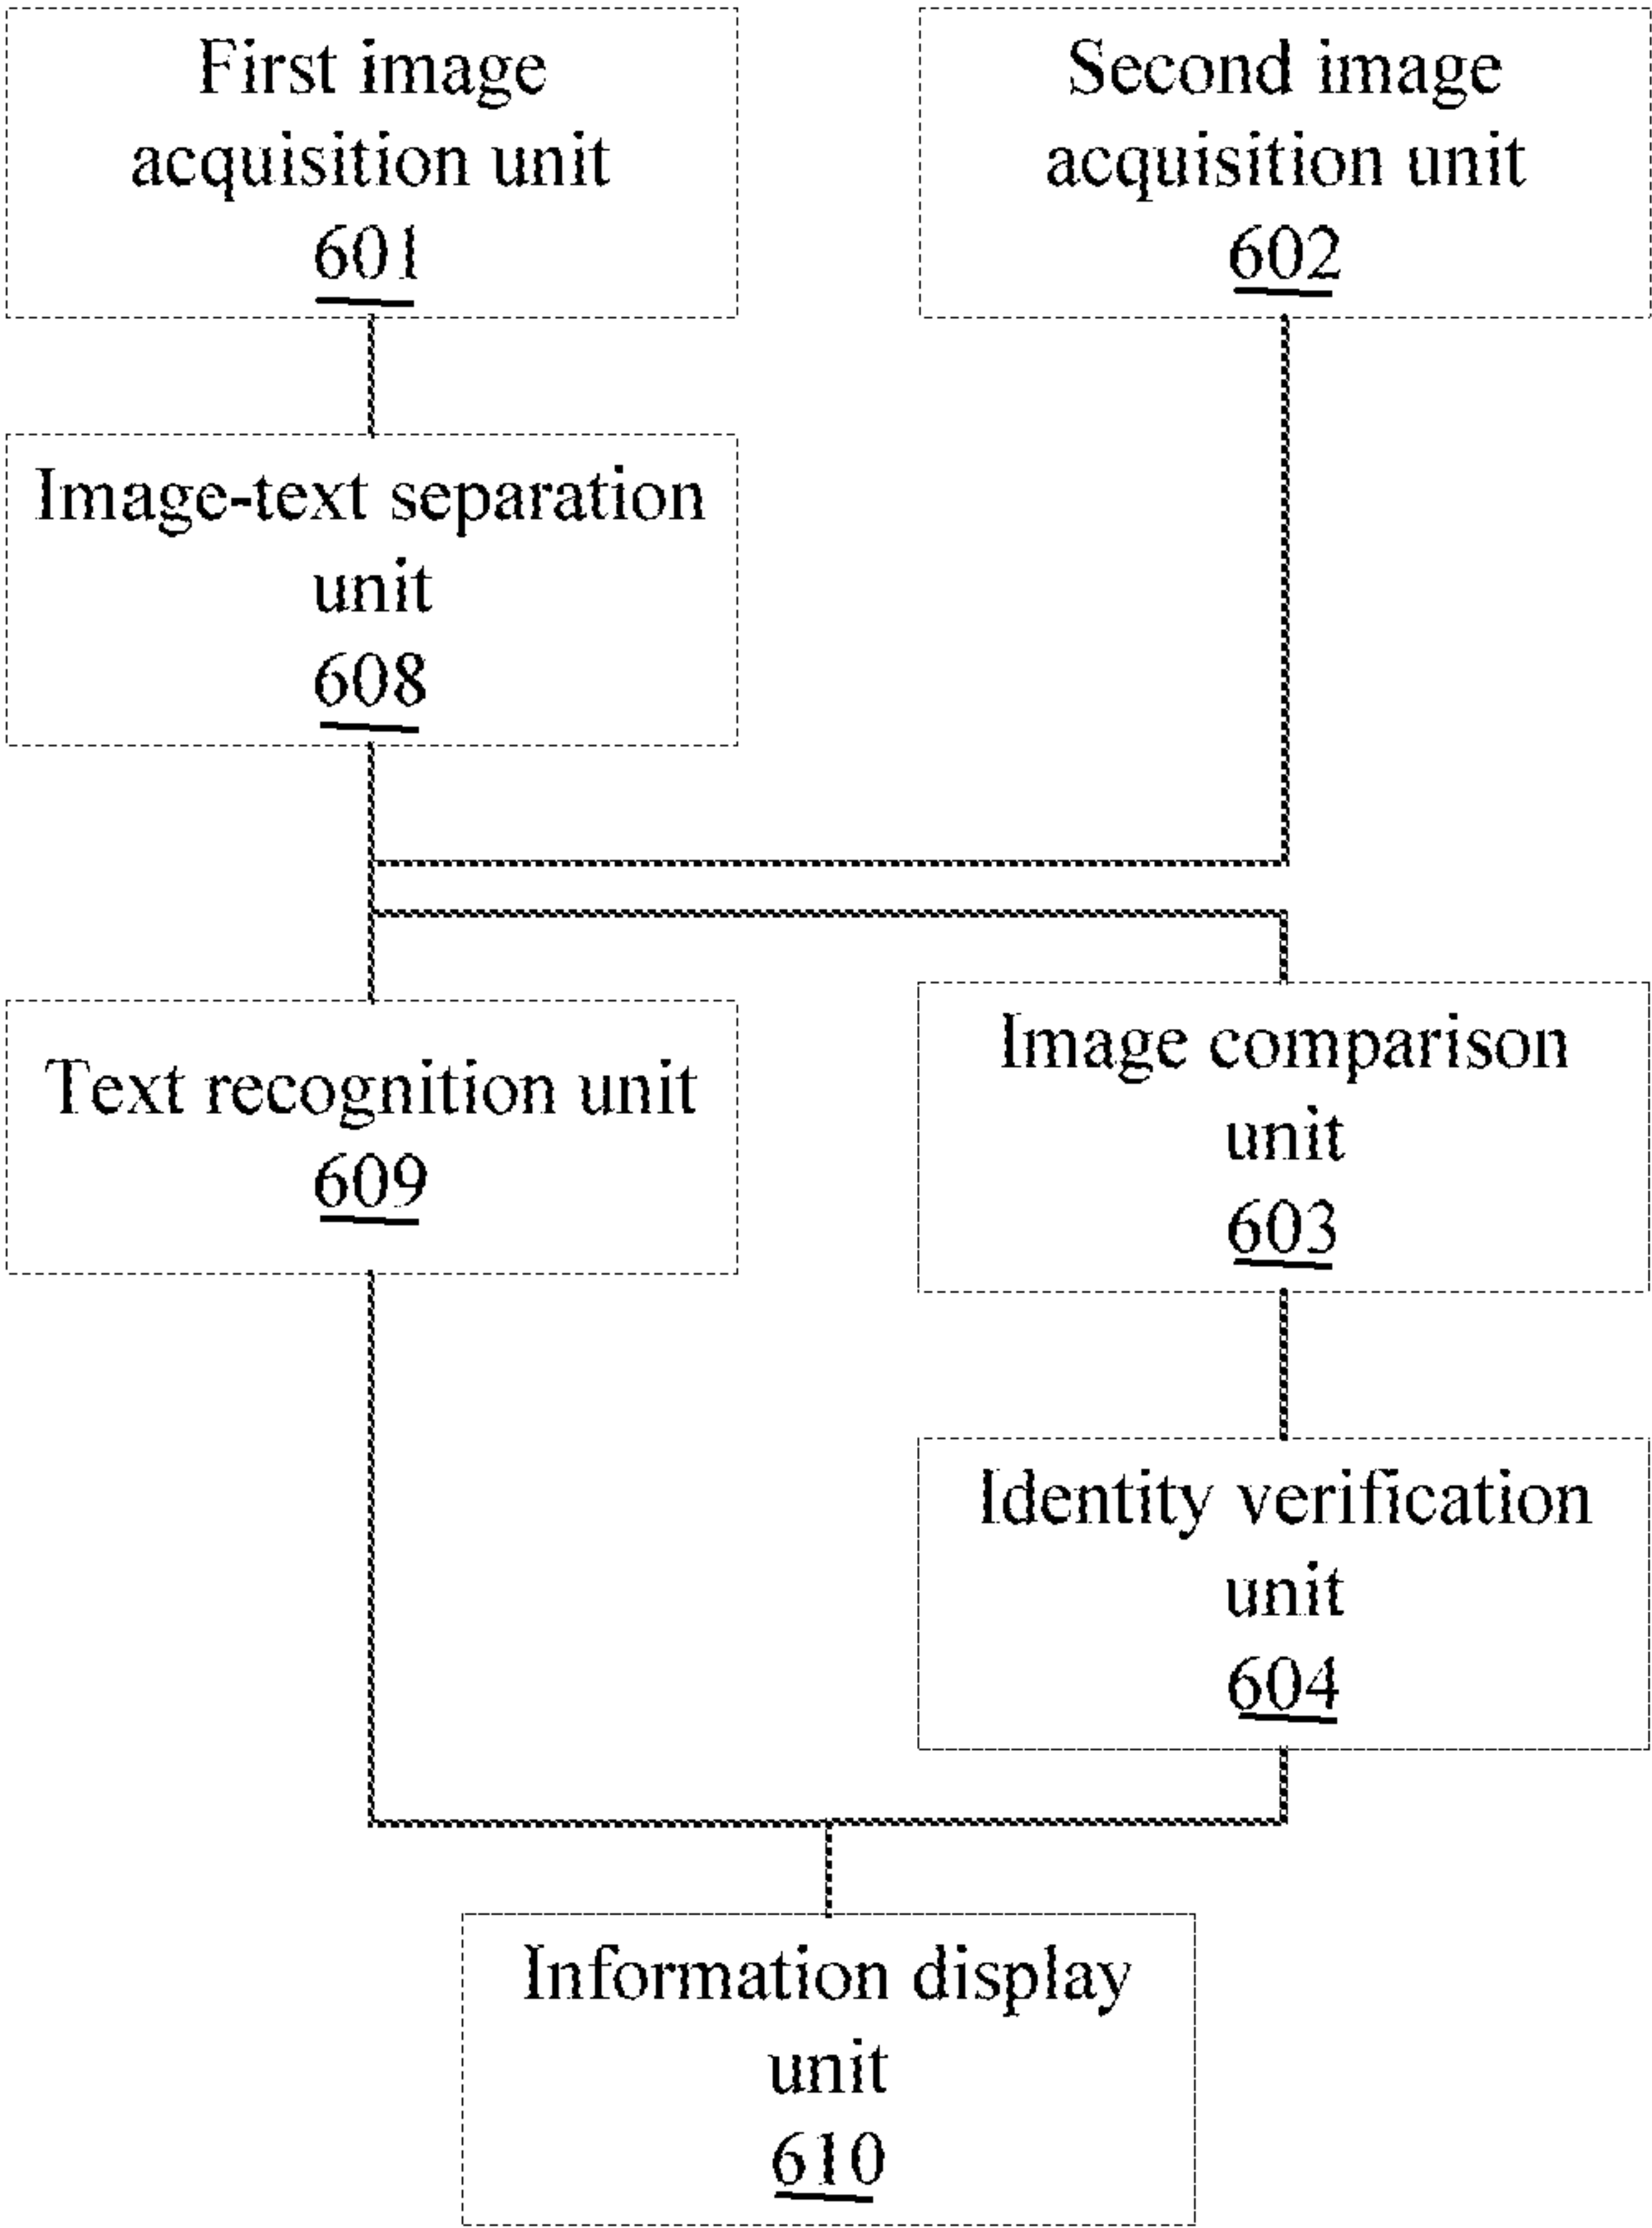 First image
acquisition unit
601
Second image
acquisition unit
602
Image-text separation
unit
608
Text recognition unit
609
Image comparison
unit
603
Identity verification
unit
604
Information display
unit
610